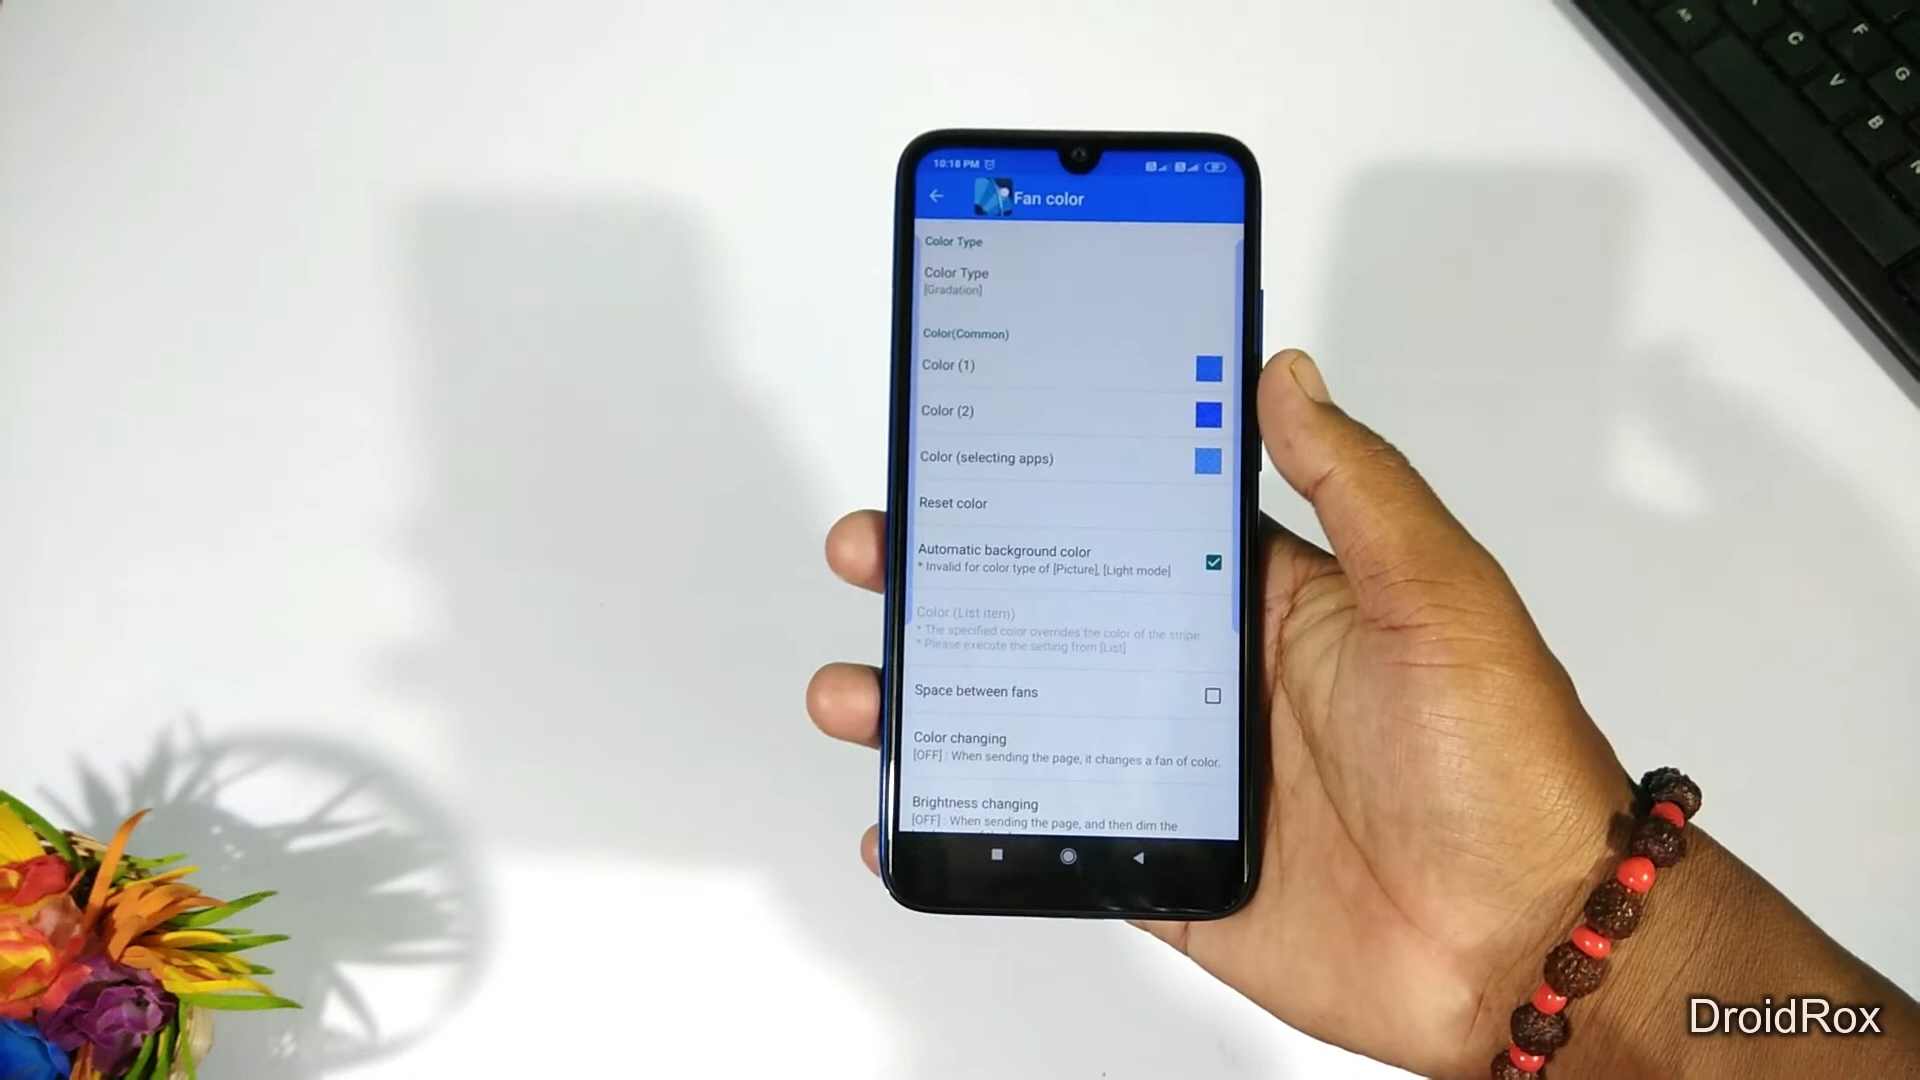 10:18 PM
Fan color
Color Type
Color Type
[Gradation]
Color(Common)
Color (1)
Color (2)
Color (selecting apps)
Reset color
Automatic background color
* Invalid for color type of [Picture], [Light mode]
Color (List item)
* The specified color overrides the color of the stripe
* Please execute the setting from [List]
Space between fans
Color changing
[OFF] : When sending the page, it changes a fan of color.
Brightness changing
[OFF] : When sending the page, and then dim the
C
F
V
G
B
DroidRox